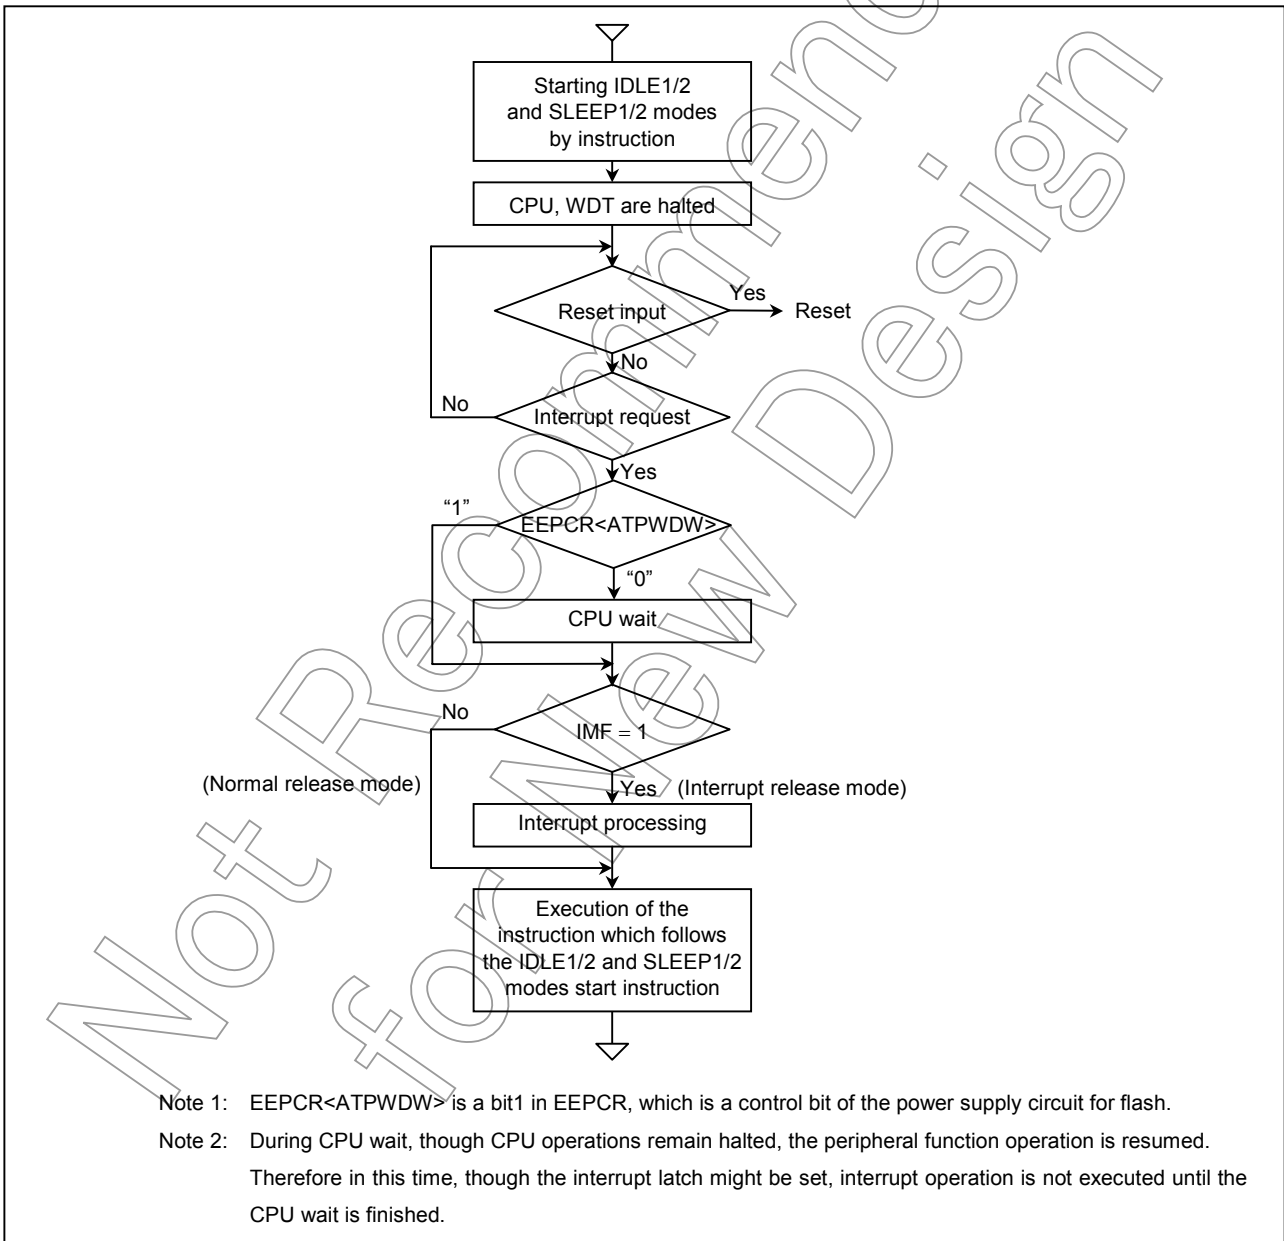 Starting IDLE1/2
and SLEEP1/2 modes
by instruction
CPU, WDT are halted
Reset input
Yes
Reset
No
Interrupt request
No
Yes
EEPCR<ATPWDW>
“1”
“0”
CPU wait
IMF = 1
No
(Normal release mode)
Yes (Interrupt release mode)
Interrupt processing
Execution of the
instruction which follows
the IDLE1/2 and SLEEP1/2
modes start instruction
Note 1: EEPCR<ATPWDW> is a bit1 in EEPCR, which is a control bit of the power supply circuit for flash.
Note 2: During CPU wait, though CPU operations remain halted, the peripheral function operation is resumed.
Therefore in this time, though the interrupt latch might be set, interrupt operation is not executed until the
CPU wait is finished.
Not Recommen
for New Design